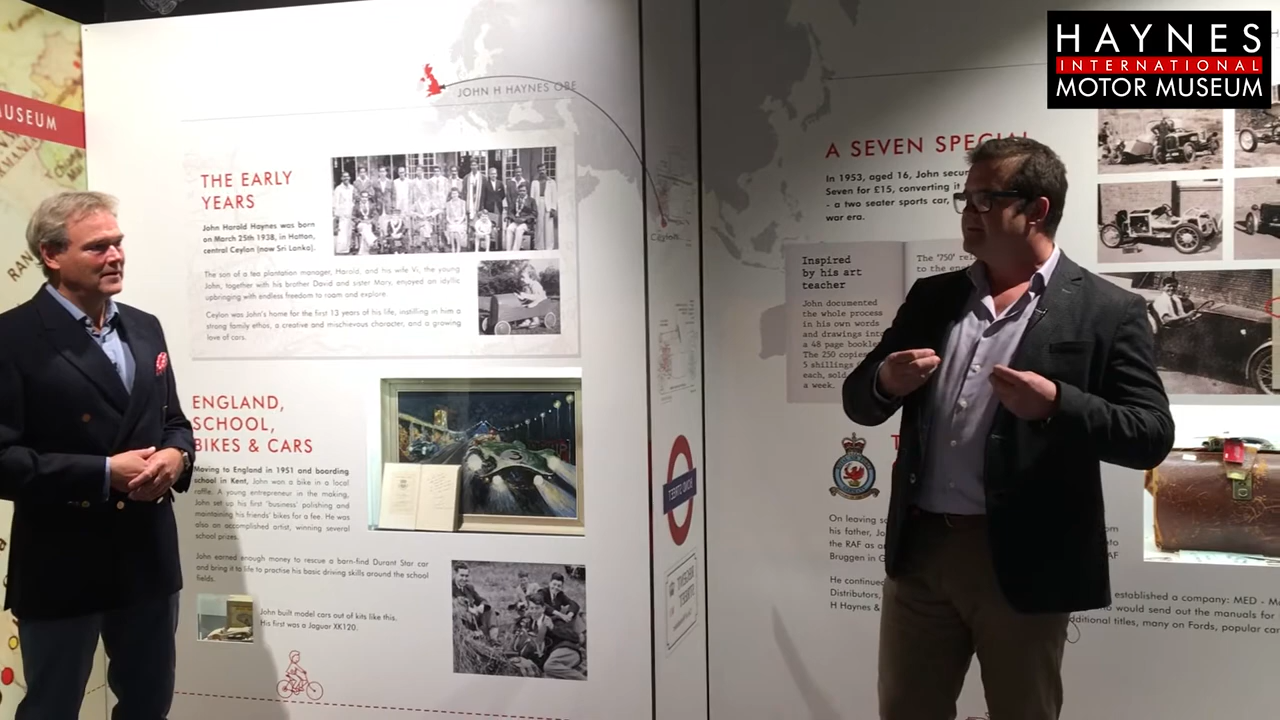 HAYNES
INTERNATIONAL
MOTOR MUSEUM
MUSEUM
JOHN H HAYNES OBE
Ceylon
THE EARLY
YEARS
John Harold Haynes was born
on March 25th 1938, in Hatton,
central Ceylon (now Sri Lanka).
The son of a tea plantation manager, Harold, and his wife Vi, the young
John, together with his brother David and sister Mary, enjoyed an idyllic
upbringing with endless freedom to roam and explore.
Ceylon was John's home for the first 13 years of his life, instilling in him a
strong family ethos, a creative and mischievous character, and a growing
love of cars.
ENGLAND,
SCHOOL,
BIKES & CARS
Moving to England in 1951 and boarding
school in Kent, John won a bike in a local
raffle. A young entrepreneur in the making,
John set up his first 'business' polishing and
maintaining his friends' bikes for a fee. He was
also an accomplished artist, winning several
school prizes.
John earned enough money to rescue a barn-find Durant Star car
and bring it to life to practise his basic driving skills around the school
fields.
John built model cars out of kits like this.
His first was a Jaguar XK120.
A SEVEN SPECIAL
In 1953, aged 16, John secu
Seven for £15, converting i
- a two seater sports car,
war era.
Inspired
by his art
teacher
John documented
the whole process
in his own words
and drawings into
a 48 page bookle
The 250 copies
5 shillings
each, sold
a week.
The '750' rel
to the en
On leaving s
his father, Jo
the RAF as a
Bruggen in G
He continued
Distributors,
H Haynes &
AF
established a company: MED - M
would send out the manuals for
dditional titles, many on Fords, popular car